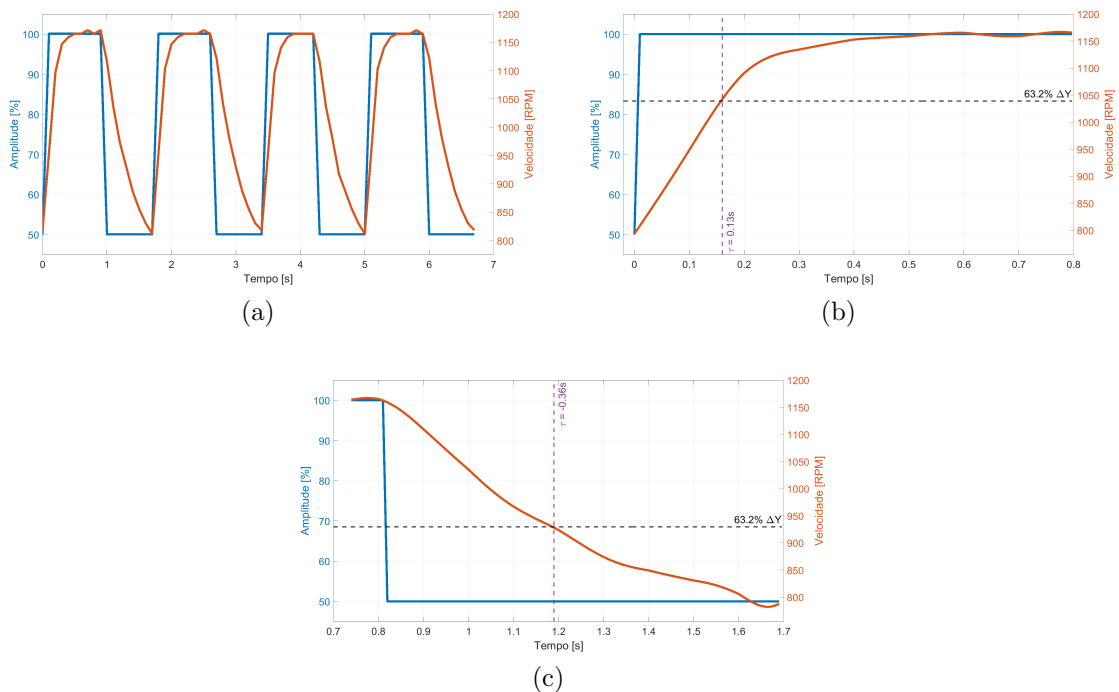 100
90
80
70
60
50
Amplitude [%]
1200
1150
1100
1050
1000
950
900
850
800
Velocidade [RPM]
0 1 2 3 4 5 6 7
Tempo [s]
(a)
100
90
80
70
60
50
Amplitude [%]
63.2% ΔY
τ = 0.13s
1200
1150
1100
1050
1000
950
900
850
800
Velocidade [RPM]
0 0.1 0.2 0.3 0.4 0.5 0.6 0.7 0.8
Tempo [s]
(b)
100
90
80
70
60
50
Amplitude [%]
τ = -0.36s
63.2% ΔY
1200
1150
1100
1050
1000
950
900
850
800
Velocidade [RPM]
0.7 0.8 0.9 1 1.1 1.2 1.3 1.4 1.5 1.6 1.7
Tempo [s]
(c)